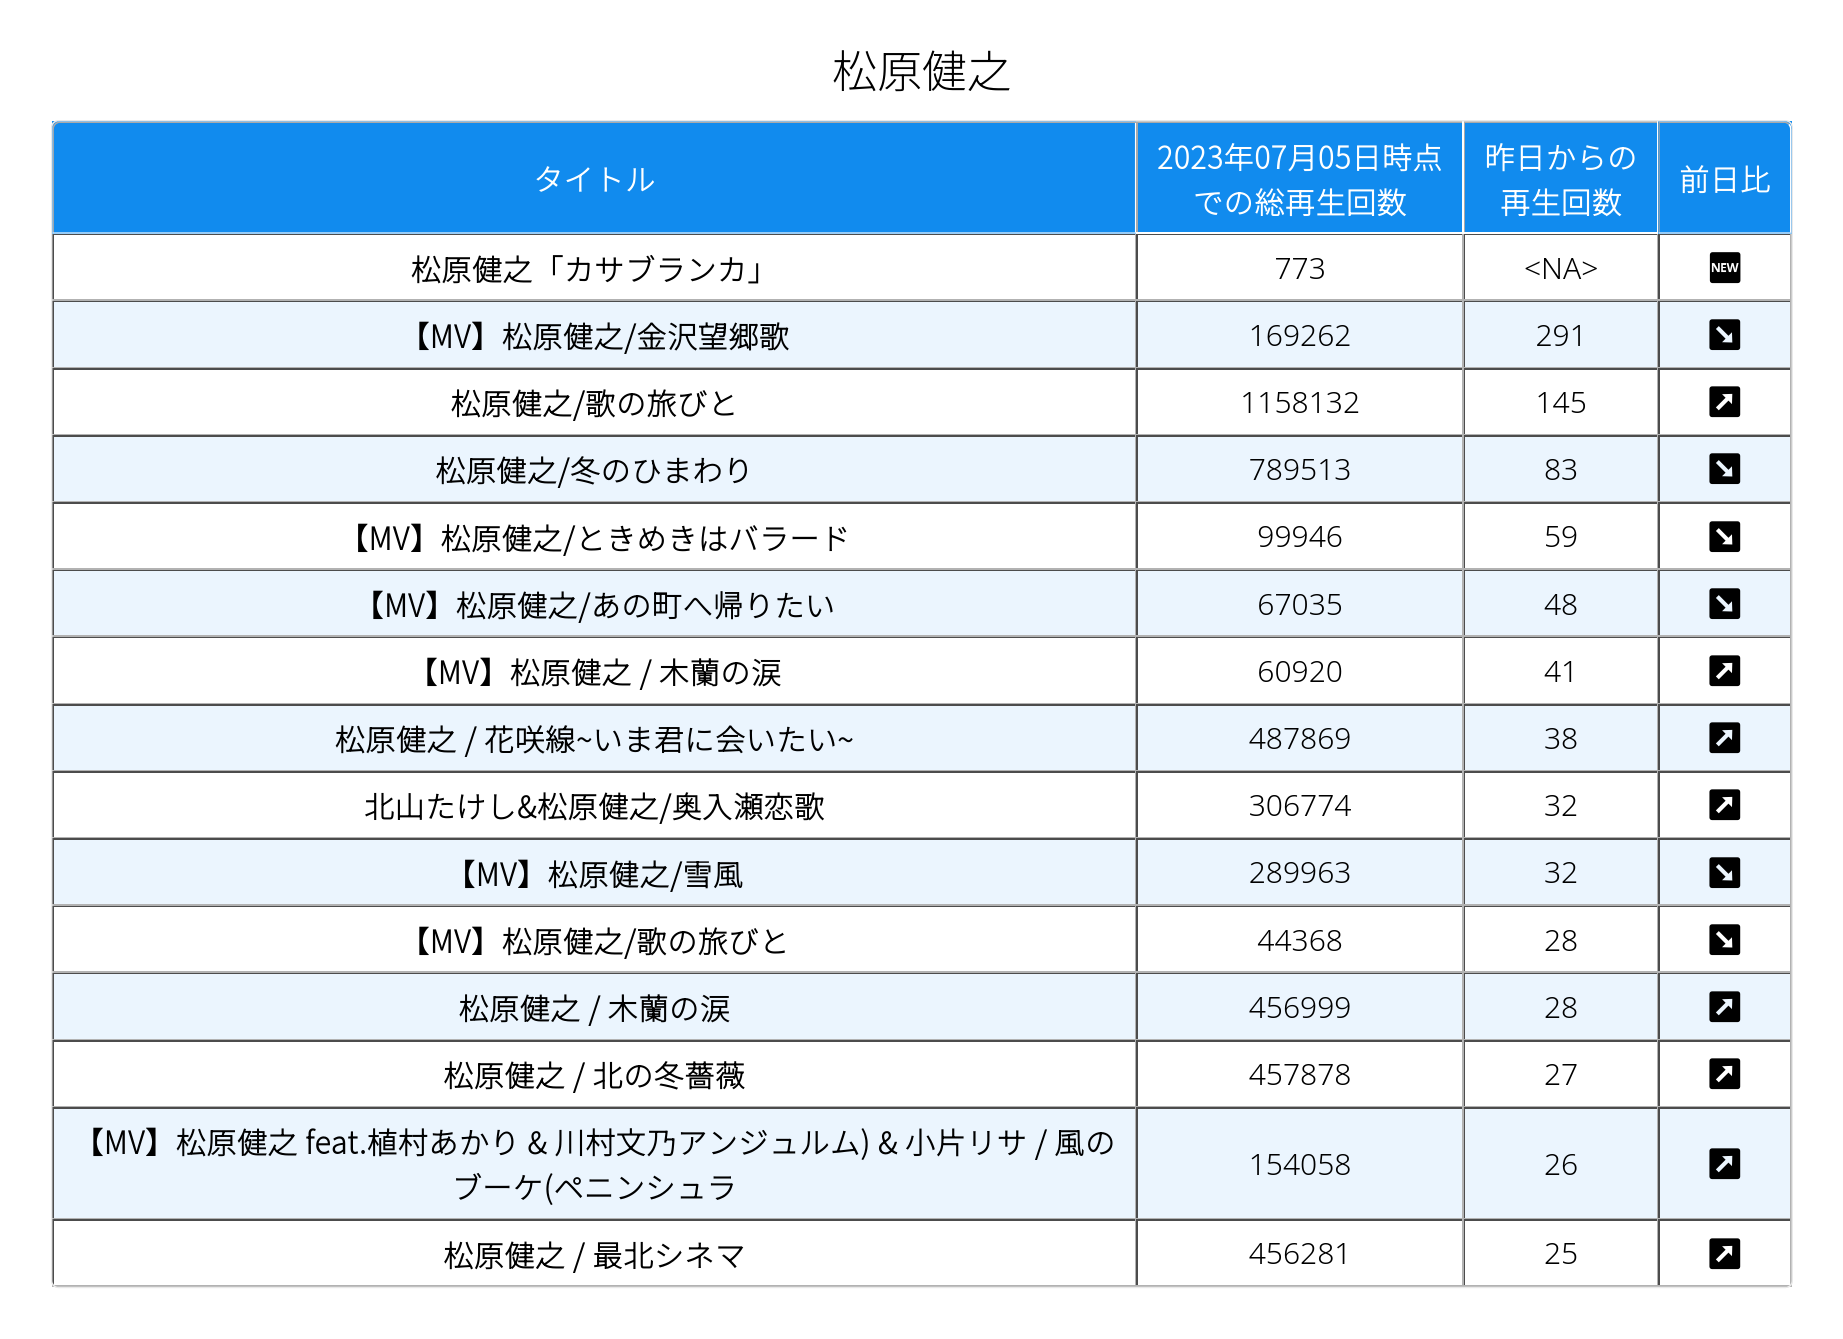 松原健之
タイトル
2023年07月05日時点
での総再生回数
昨日からの
再生回数
前日比
松原健之「カサブランカ」 773 <NA> NEW
【MV】松原健之/金沢望郷歌 169262 291
松原健之/歌の旅びと 1158132 145
松原健之/冬のひまわり 789513 83
【MV】松原健之/ときめきはバラード 99946 59
【MV】松原健之/あの町へ帰りたい 67035 48
【MV】松原健之 / 木蘭の涙 60920 41
松原健之 / 花咲線~いま君に会いたい~ 487869 38
北山たけし&松原健之/奥入瀬恋歌 306774 32
【MV】松原健之/雪風 289963 32
【MV】松原健之/歌の旅びと 44368 28
松原健之 / 木蘭の涙 456999 28
松原健之 / 北の冬薔薇 457878 27
【MV】松原健之 feat.植村あかり & 川村文乃アンジュルム) & 小片リサ / 風の
ブーケ(ペニンシュラ 154058 26
松原健之 / 最北シネマ 456281 25